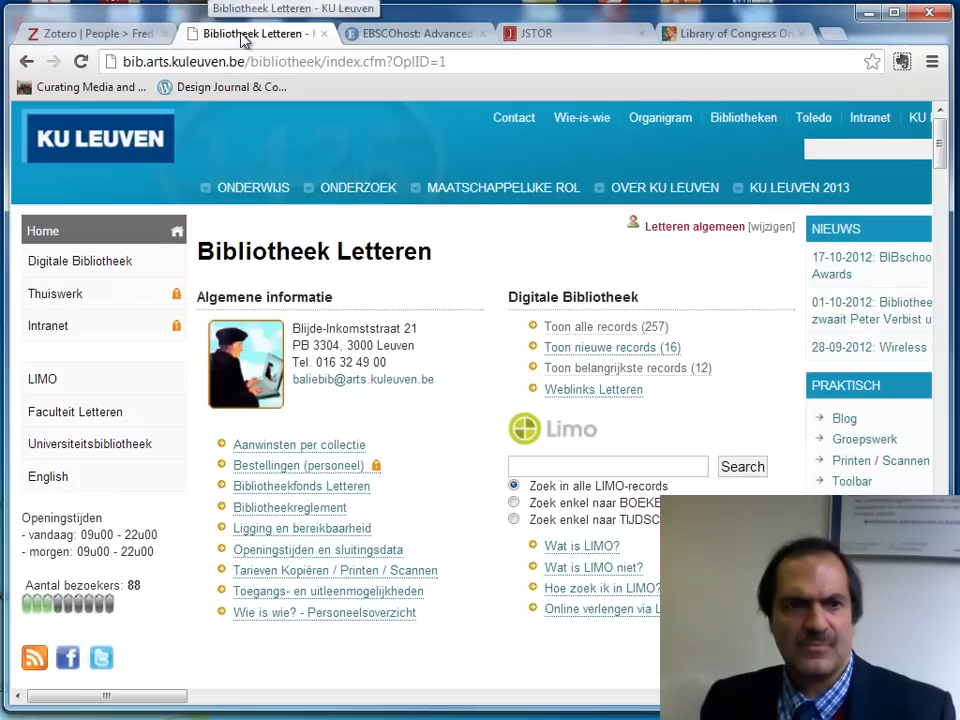 Bibliotheek Letteren - KU Leuven
Zotero | People > Fred
Bibliotheek Letteren -
EBSCOhost: Advanced
JSTOR
Library of Congress On
bib.arts.kuleuven.be/bibliotheek/index.cfm?OpIID=1
Curating Media and ...
Design Journal & Co...
KU LEUVEN
Contact
Wie-is-wie
Organigram
Bibliotheken
Toledo
Intranet
KU
ONDERWIJS
ONDERZOEK
MAATSCHAPPELIJKE ROL
OVER KU LEUVEN
KU LEUVEN 2013
Home
Digitale Bibliotheek
Thuiswerk
Intranet
LIMO
Faculteit Letteren
Universiteitsbibliotheek
English
Openingstijden
- vandaag: 09u00 - 22u00
- morgen: 09u00 - 22u00
Aantal bezoekers: 88
Letteren algemeen [wijzigen]
Bibliotheek Letteren
Algemene informatie
Blijde-Inkomststraat 21
PB 3304, 3000 Leuven
Tel. 016 32 49 00
baliebib@arts.kuleuven.be
Aanwinsten per collectie
Bestellingen (personeel)
Bibliotheekfonds Letteren
Bibliotheekreglement
Ligging en bereikbaarheid
Openingstijden en sluitingsdata
Tarieven Kopiëren / Printen / Scannen
Toegangs- en uitleenmogelijkheden
Wie is wie? - Personeelsoverzicht
Digitale Bibliotheek
Toon alle records (257)
Toon nieuwe records (16)
Toon belangrijkste records (12)
Weblinks Letteren
Limo
Search
Zoek in alle LIMO-records
Zoek enkel naar BOEKE
Zoek enkel naar TIJDSC
Wat is LIMO?
Wat is LIMO niet?
Hoe zoek ik in LIMO?
Online verlengen via L
NIEUWS
17-10-2012: BIBschoo
Awards
01-10-2012: Bibliothee
zwaait Peter Verbist u
28-09-2012: Wireless
PRAKTISCH
Blog
Groepswerk
Printen / Scannen
Toolbar